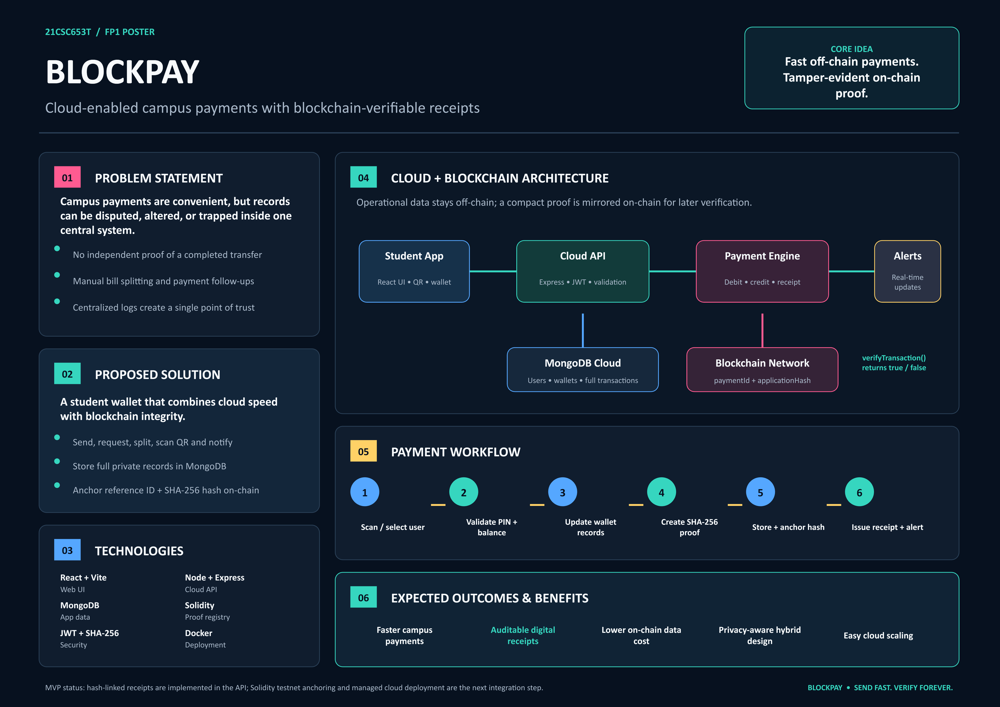 21CSC653T / FP1 POSTER
BLOCKPAY
Cloud-enabled campus payments with blockchain-verifiable receipts
CORE IDEA
Fast off-chain payments.
Tamper-evident on-chain
proof.
01
PROBLEM STATEMENT
Campus payments are convenient, but records
can be disputed, altered, or trapped inside one
central system.
No independent proof of a completed transfer
Manual bill splitting and payment follow-ups
Centralized logs create a single point of trust
02
PROPOSED SOLUTION
A student wallet that combines cloud speed
with blockchain integrity.
Send, request, split, scan QR and notify
Store full private records in MongoDB
Anchor reference ID + SHA-256 hash on-chain
03
TECHNOLOGIES
React + Vite
Web UI
Node + Express
Cloud API
MongoDB
App data
Solidity
Proof registry
JWT + SHA-256
Security
Docker
Deployment
04
CLOUD + BLOCKCHAIN ARCHITECTURE
Operational data stays off-chain; a compact proof is mirrored on-chain for later verification.
Student App
React UI • QR • wallet
Cloud API
Express • JWT • validation
Payment Engine
Debit • credit • receipt
Alerts
Real-time
updates
MongoDB Cloud
Users • wallets • full transactions
Blockchain Network
paymentId + applicationHash
verifyTransaction()
returns true / false
05
PAYMENT WORKFLOW
1
Scan / select user
2
Validate PIN +
balance
3
Update wallet
records
4
Create SHA-256
proof
5
Store + anchor hash
6
Issue receipt + alert
06
EXPECTED OUTCOMES & BENEFITS
Faster campus
payments
Auditable digital
receipts
Lower on-chain data
cost
Privacy-aware hybrid
design
Easy cloud scaling
MVP status: hash-linked receipts are implemented in the API; Solidity testnet anchoring and managed cloud deployment are the next integration step.
BLOCKPAY • SEND FAST. VERIFY FOREVER.